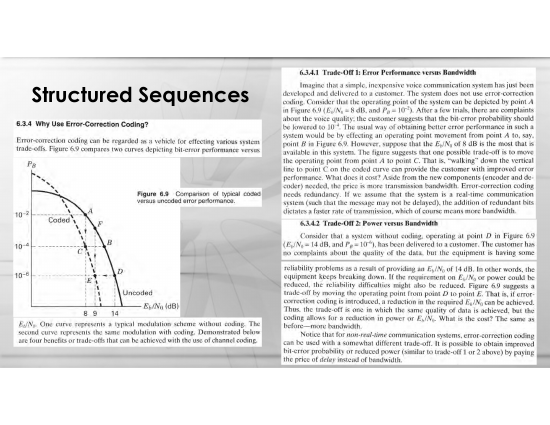 Structured Sequences
6.3.4 Why Use Error-Correction Coding?
Error-correction coding can be regarded as a vehicle for effecting various system
trade-offs. Figure 6.9 compares two curves depicting bit-error performance versus
P_B
10⁻²
10⁻⁴
10⁻⁶
Coded
A
F
B
C
D
E
Uncoded
8 9 14
E_b/N_0 (dB)
Figure 6.9 Comparison of typical coded
versus uncoded error performance.
E_b/N_0. One curve represents a typical modulation scheme without coding. The
second curve represents the same modulation with coding. Demonstrated below
are four benefits or trade-offs that can be achieved with the use of channel coding.
6.3.4.1 Trade-Off 1: Error Performance versus Bandwidth
Imagine that a simple, inexpensive voice communication system has just been
developed and delivered to a customer. The system does not use error-correction
coding. Consider that the operating point of the system can be depicted by point A
in Figure 6.9 (E_b/N_0 = 8 dB, and P_B = 10⁻²). After a few trials, there are complaints
about the voice quality; the customer suggests that the bit-error probability should
be lowered to 10⁻⁴. The usual way of obtaining better error performance in such a
system would be by effecting an operating point movement from point A to, say,
point B in Figure 6.9. However, suppose that the E_b/N_0 of 8 dB is the most that is
available in this system. The figure suggests that one possible trade-off is to move
the operating point from point A to point C. That is, "walking" down the vertical
line to point C on the coded curve can provide the customer with improved error
performance. What does it cost? Aside from the new components (encoder and de-
coder) needed, the price is more transmission bandwidth. Error-correction coding
needs redundancy. If we assume that the system is a real-time communication
system (such that the message may not be delayed), the addition of redundant bits
dictates a faster rate of transmission, which of course means more bandwidth.
6.3.4.2 Trade-Off 2: Power versus Bandwidth
Consider that a system without coding, operating at point D in Figure 6.9
(E_b/N_0 = 14 dB, and P_B = 10⁻⁶), has been delivered to a customer. The customer has
no complaints about the quality of the data, but the equipment is having some
reliability problems as a result of providing an E_b/N_0 of 14 dB. In other words, the
equipment keeps breaking down. If the requirement on E_b/N_0 or power could be
reduced, the reliability difficulties might also be reduced. Figure 6.9 suggests a
trade-off by moving the operating point from point D to point E. That is, if error-
correction coding is introduced, a reduction in the required E_b/N_0 can be achieved.
Thus, the trade-off is one in which the same quality of data is achieved, but the
coding allows for a reduction in power or E_b/N_0. What is the cost? The same as
before—more bandwidth.
Notice that for non-real-time communication systems, error-correction coding
can be used with a somewhat different trade-off. It is possible to obtain improved
bit-error probability or reduced power (similar to trade-off 1 or 2 above) by paying
the price of delay instead of bandwidth.